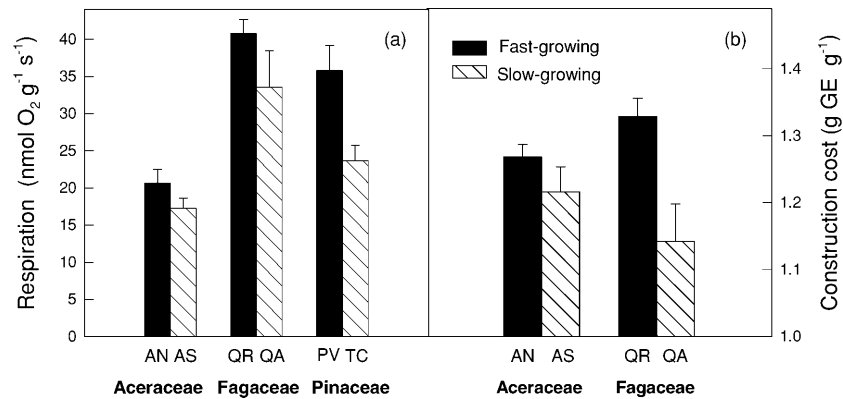 Respiration (nmol O2 g-1 s-1)
40
35
30
25
20
15
10
5
0
(a)
AN AS QR QA PV TC
Aceraceae Fagaceae Pinaceae
Fast-growing
Slow-growing
(b)
AN AS QR QA
Aceraceae Fagaceae
1.4
1.3
1.2
1.1
1.0
Construction cost (g GE g-1)